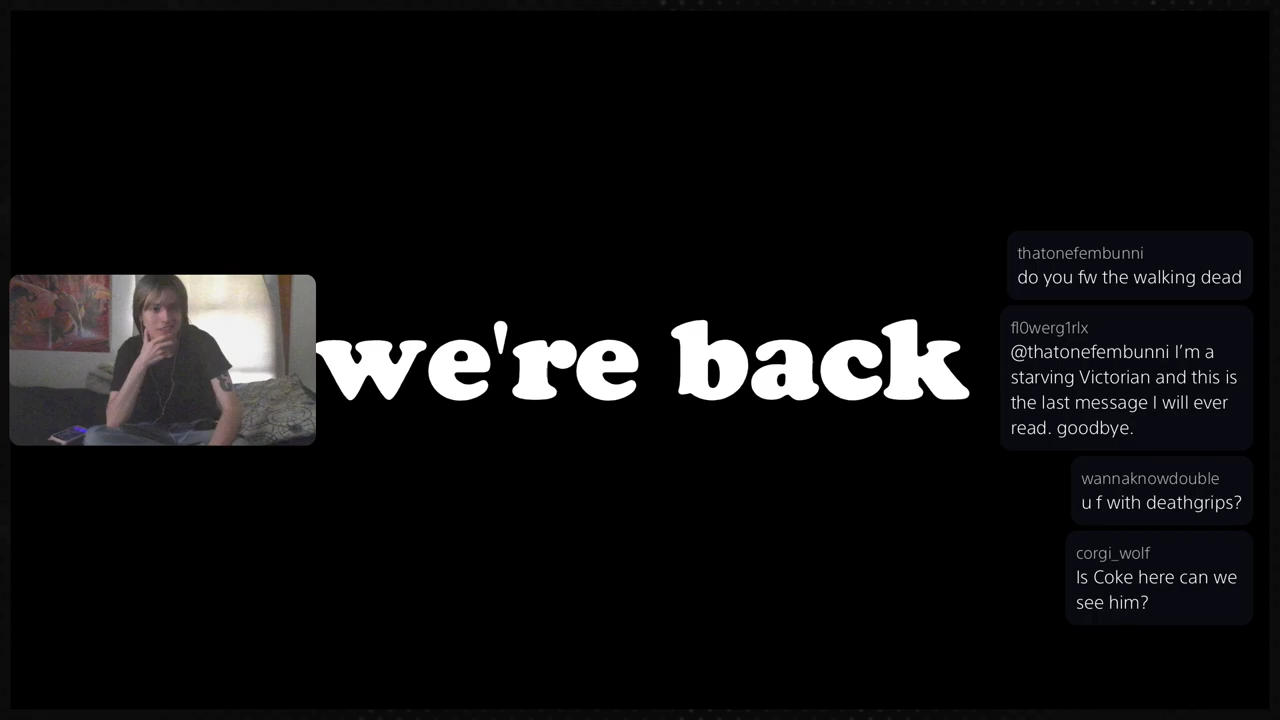 we're back
thatonefembunni
do you fw the walking dead
fl0werg1rlx
@thatonefembunni I’m a
starving Victorian and this is
the last message I will ever
read. goodbye.
wannaknowdouble
u f with deathgrips?
corgi_wolf
Is Coke here can we
see him?